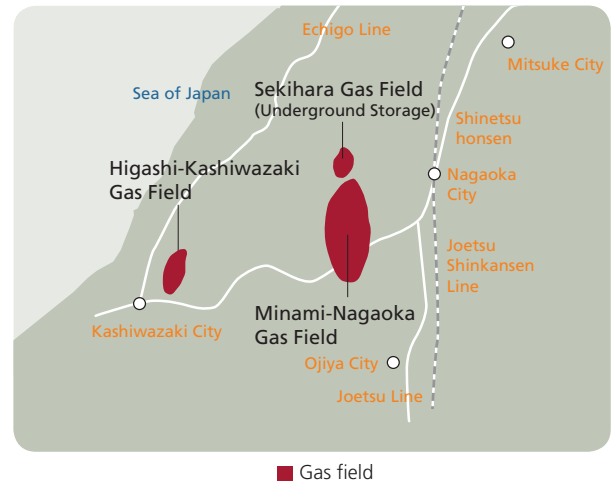 Echigo Line
Mitsuke City
Sekihara Gas Field
(Underground Storage)
Sea of Japan
Shinetsu
honsen
Higashi-Kashiwazaki
Gas Field
Nagaoka
City
Joetsu
Shinkansen
Line
Minami-Nagaoka
Gas Field
Kashiwazaki City
Ojiya City
Joetsu Line
Gas field